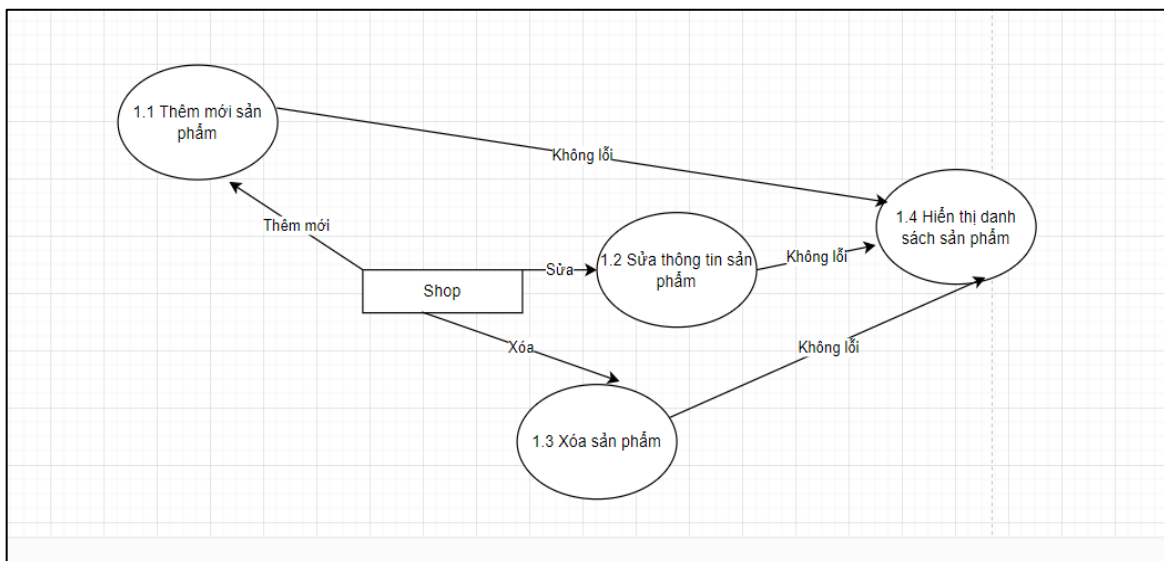 1.1 Thêm mới sản
phẩm
Không lỗi
1.4 Hiển thị danh
sách sản phẩm
Thêm mới
Sửa
1.2 Sửa thông tin sản
phẩm
Không lỗi
Shop
Xóa
Không lỗi
1.3 Xóa sản phẩm